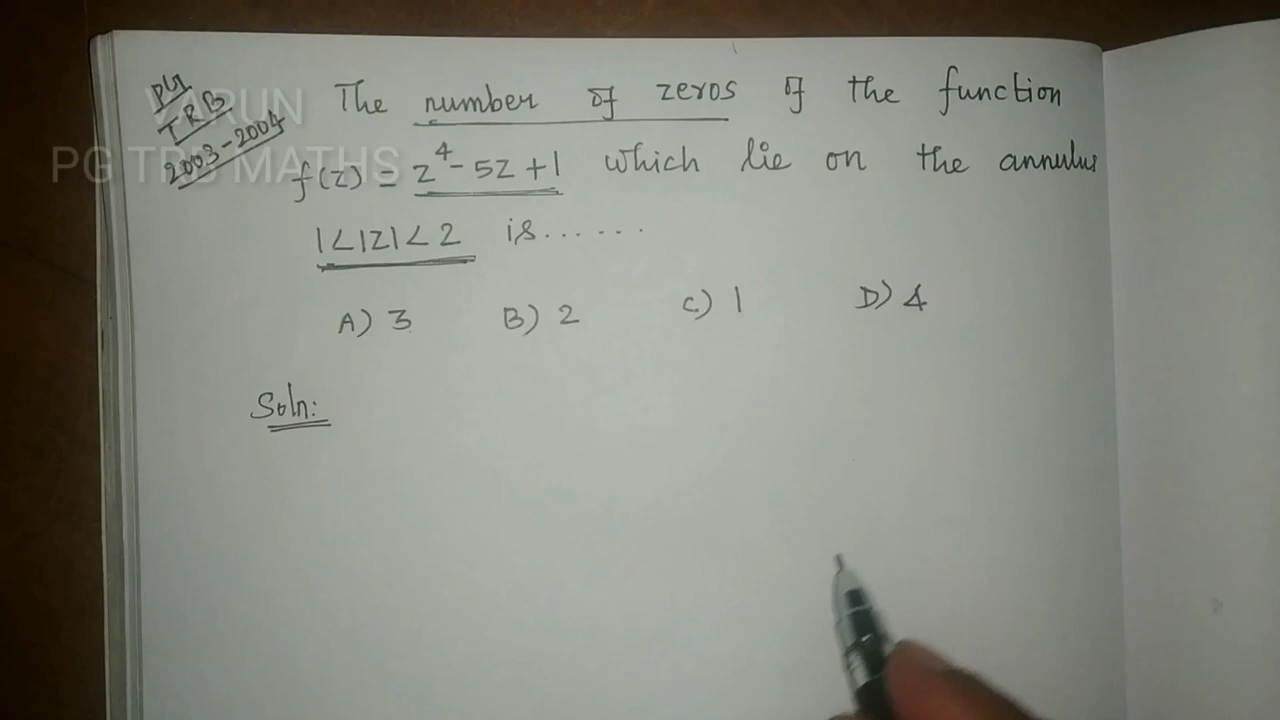 PG
TRB
2003-2004
VARUN
PG TRB MATHS
The number of zeros of the function
f(z) = z⁴- 5z +1 which lie on the annulus
1<|z|<2 is......
A) 3 B) 2 C) 1 D) 4
Soln: